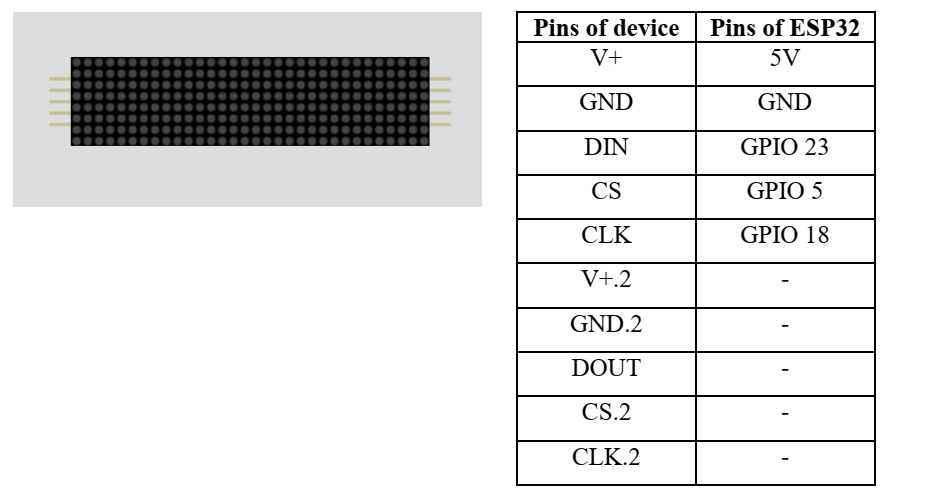 Pins of device Pins of ESP32
V+ 5V
GND GND
DIN GPIO 23
CS GPIO 5
CLK GPIO 18
V+.2 -
GND.2 -
DOUT -
CS.2 -
CLK.2 -